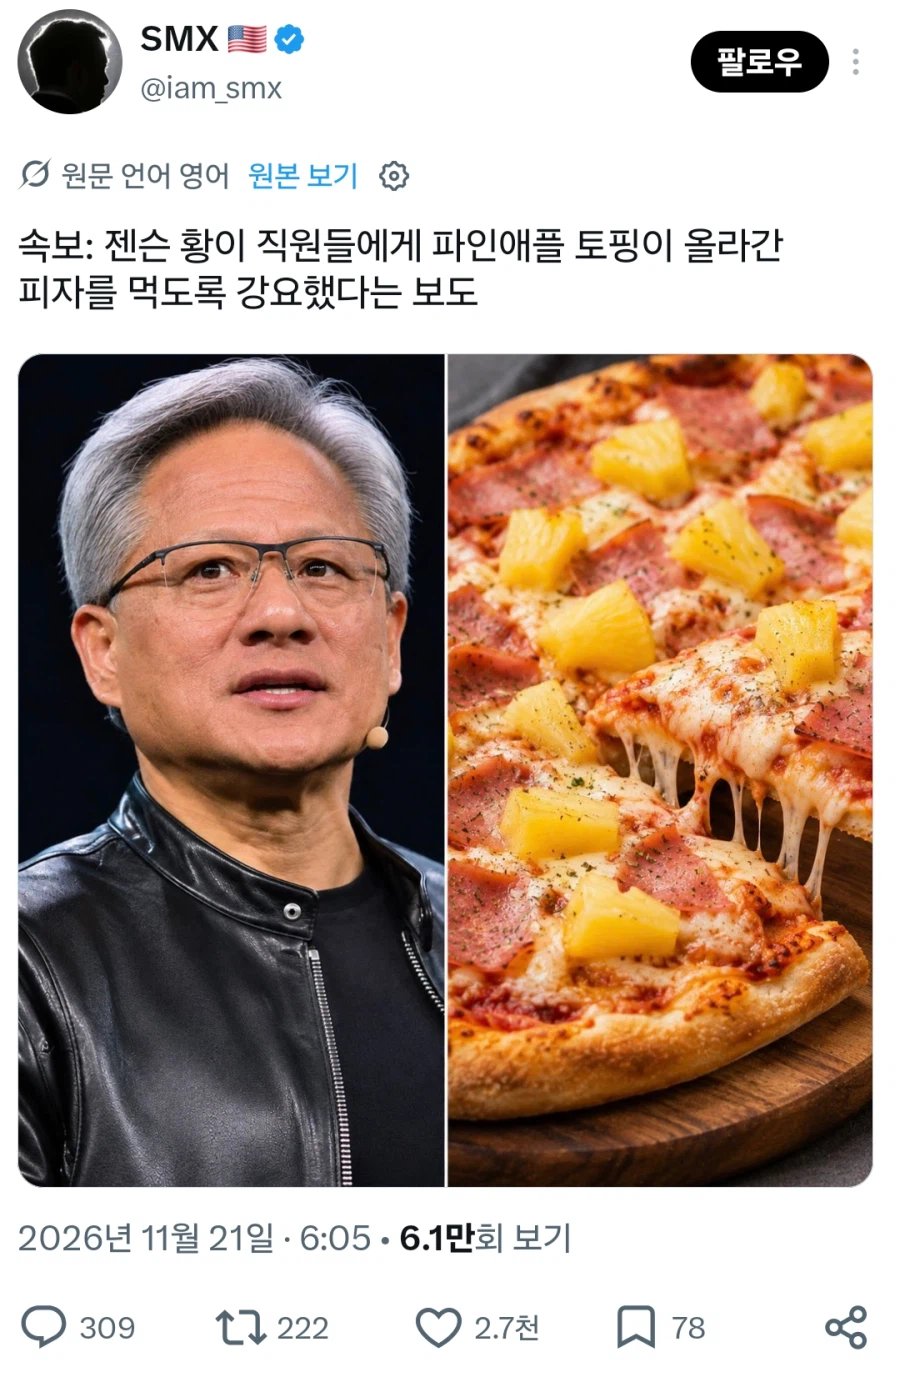 SMX 🇺🇸
@iam_smx
팔로우
원문 언어 영어 원본 보기
속보: 젠슨 황이 직원들에게 파인애플 토핑이 올라간
피자를 먹도록 강요했다는 보도
2026년 11월 21일 · 6:05 • 6.1만회 보기
309 222 2.7천 78